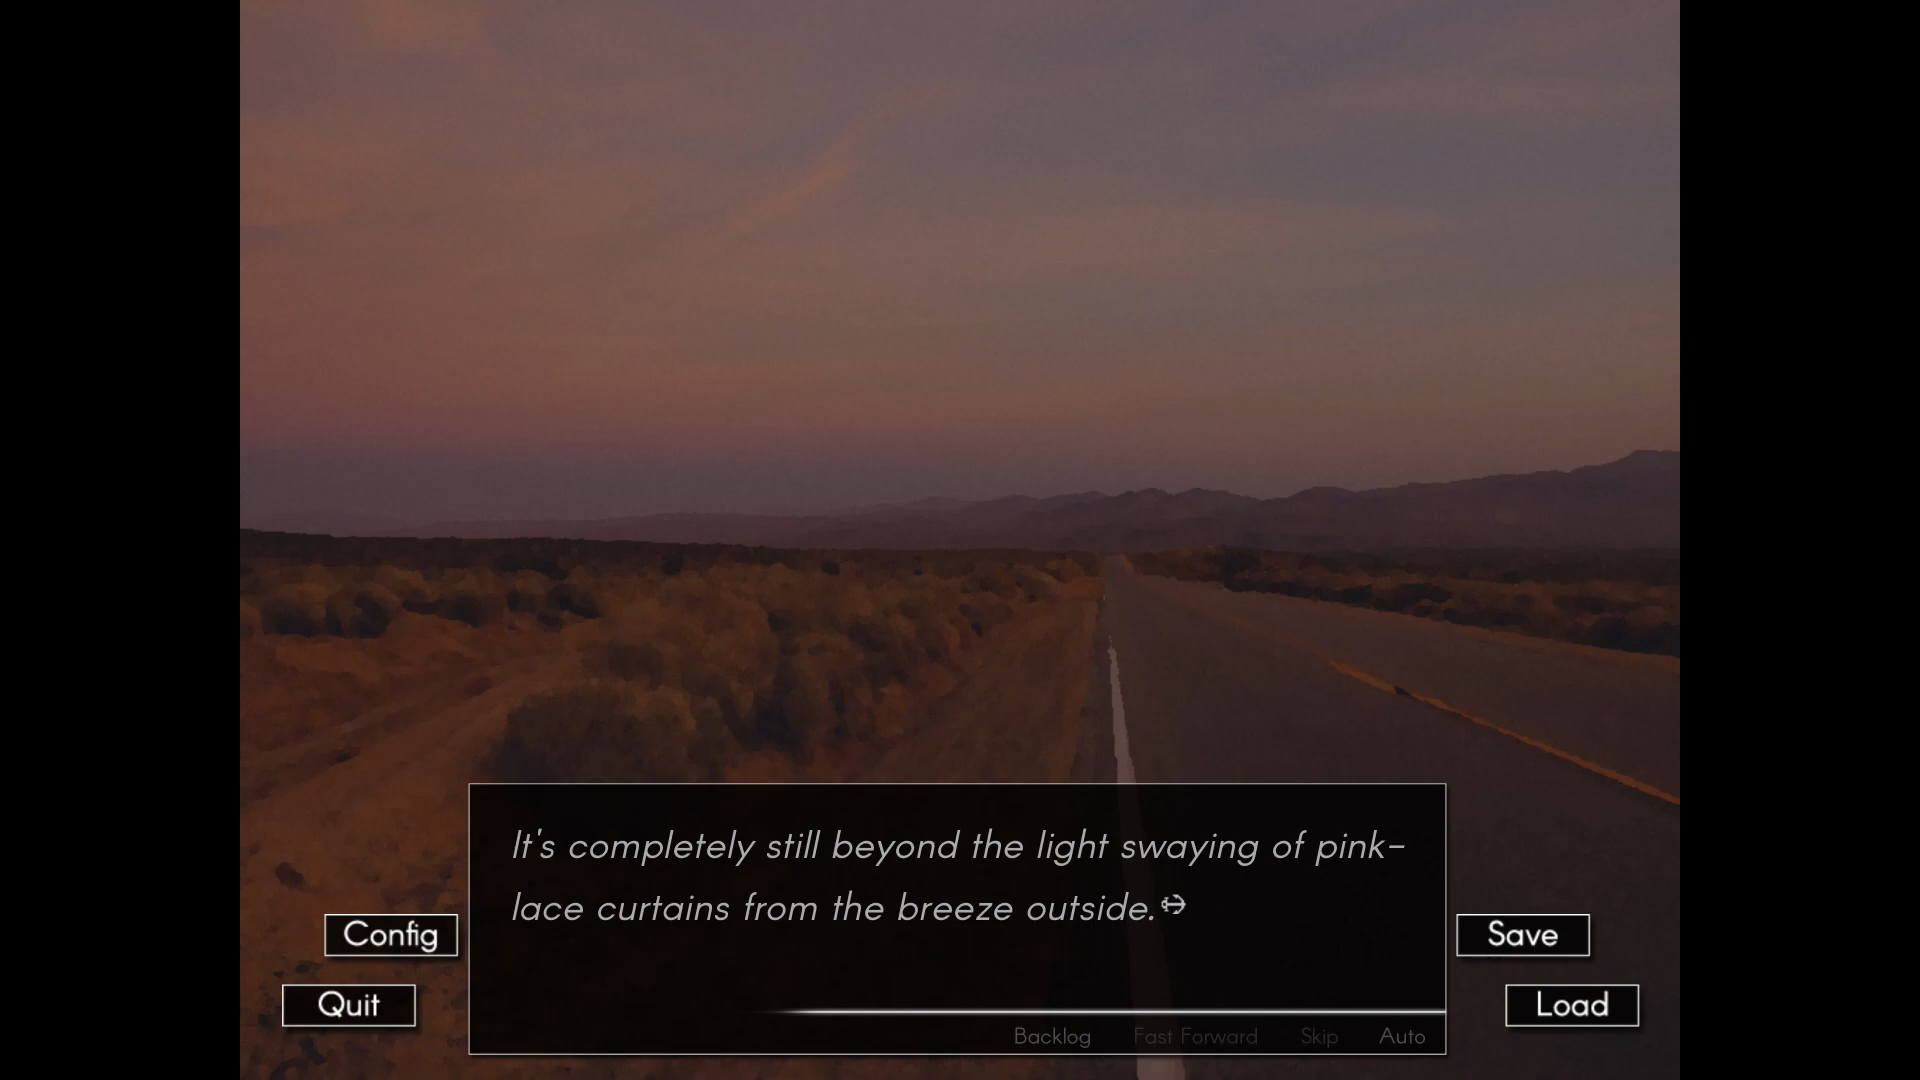 It's completely still beyond the light swaying of pink-
lace curtains from the breeze outside.
Config
Save
Quit
Load
Backlog Fast Forward Skip Auto